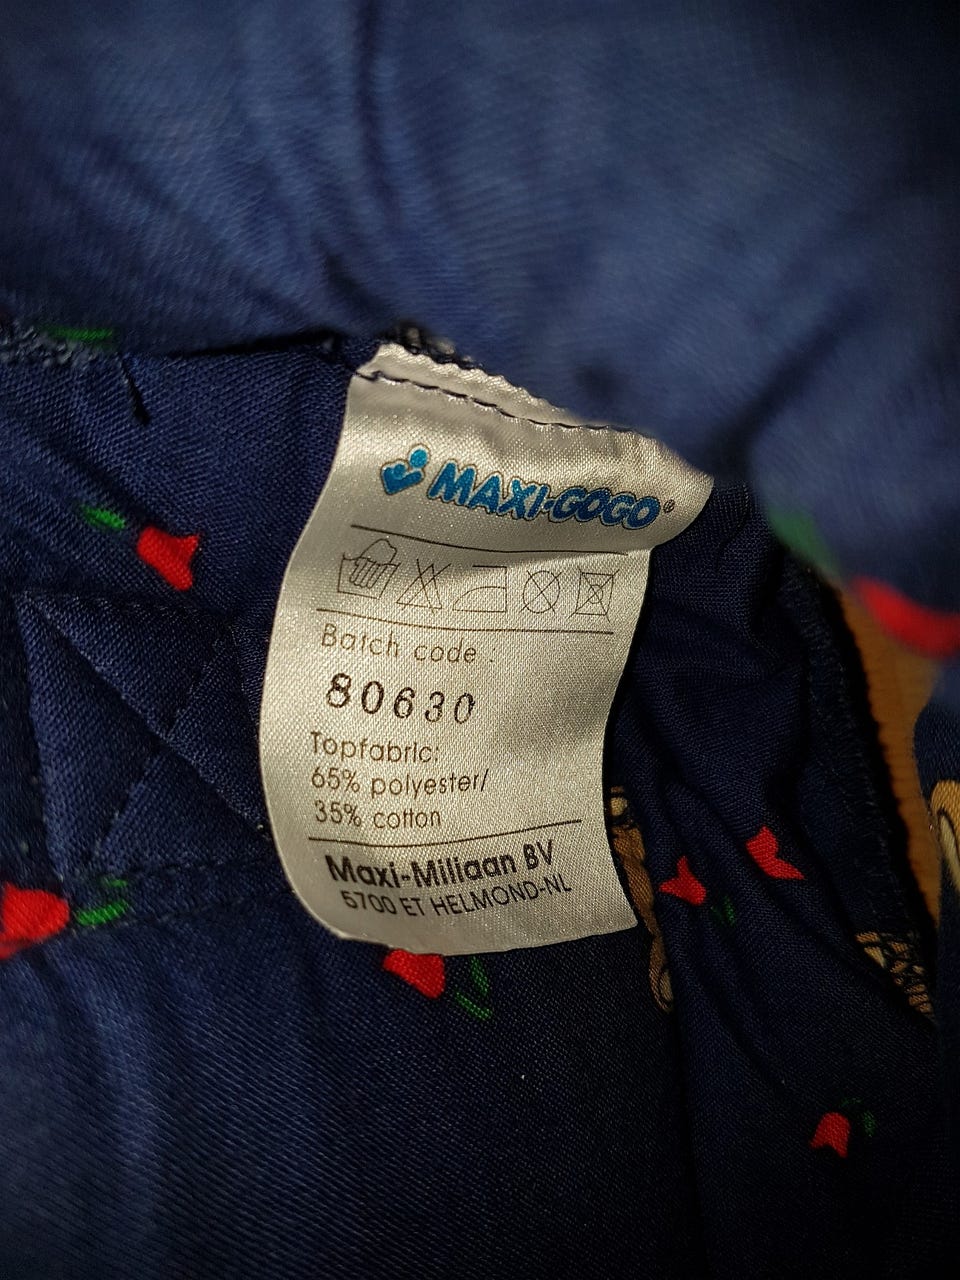 MAXI-GOGO®
Batch code :
80630
Topfabric:
65% polyester/
35% cotton
Maxi-Miliaan BV
5700 ET HELMOND-NL